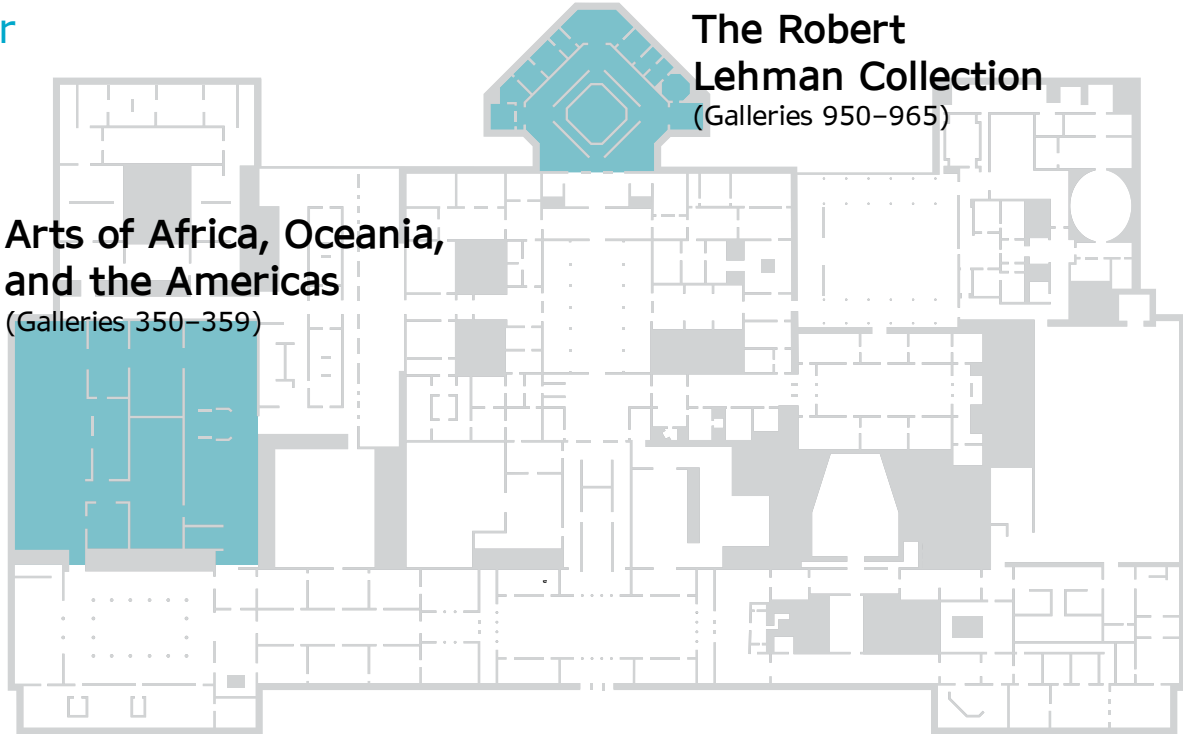 r
The Robert
Lehman Collection
(Galleries 950–965)
Arts of Africa, Oceania,
and the Americas
(Galleries 350–359)